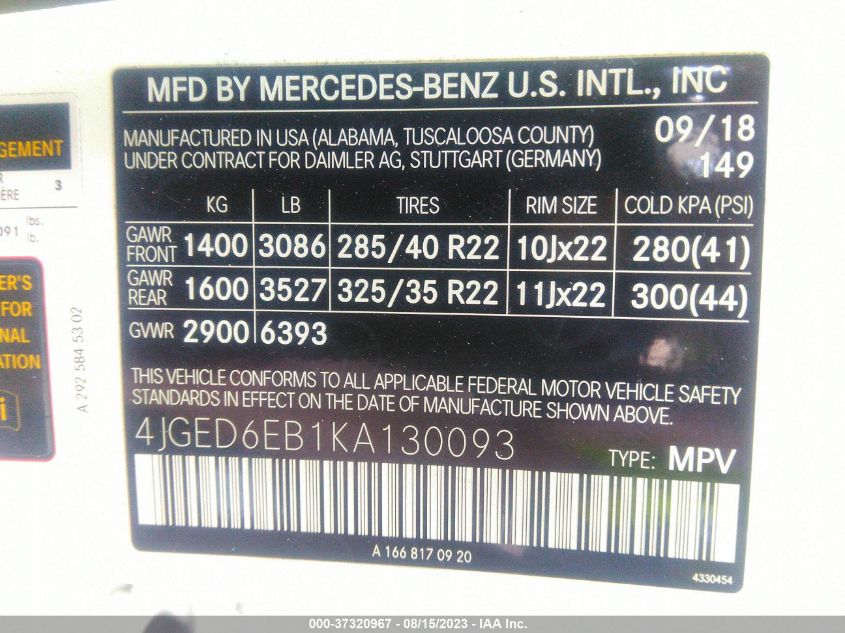 MFD BY MERCEDES-BENZ U.S. INTL., INC
MANUFACTURED IN USA (ALABAMA, TUSCALOOSA COUNTY) 09/18
UNDER CONTRACT FOR DAIMLER AG, STUTTGART (GERMANY) 149
KG LB TIRES RIM SIZE COLD KPA (PSI)
GAWR FRONT 1400 3086 285/40 R22 10Jx22 280(41)
GAWR REAR 1600 3527 325/35 R22 11Jx22 300(44)
GVWR 2900 6393
THIS VEHICLE CONFORMS TO ALL APPLICABLE FEDERAL MOTOR VEHICLE SAFETY
STANDARDS IN EFFECT ON THE DATE OF MANUFACTURE SHOWN ABOVE.
4JGED6EB1KA130093
TYPE: MPV
A 166 817 09 20
4330454
A 292 584 53 02
GEMENT
R
ERE 3
091 lbs.
lb.
ER'S
FOR
NAL
ATION
i
000-37320967 - 08/15/2023 - IAA Inc.